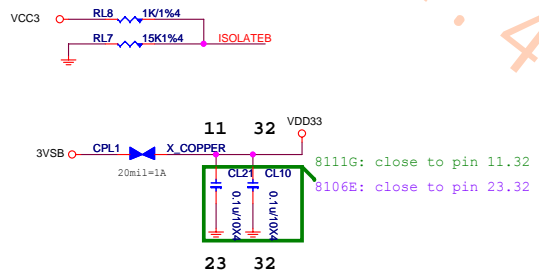 VCC3 RL8 1K/1%4
RL7 15K1%4 ISOLATEB
11 32 VDD33
3VSB CPL1 X_COPPER
20mil=1A
CL21 CL10
0.1u/10X4 0.1u/10X4
8111G: close to pin 11.32
8106E: close to pin 23.32
23 32